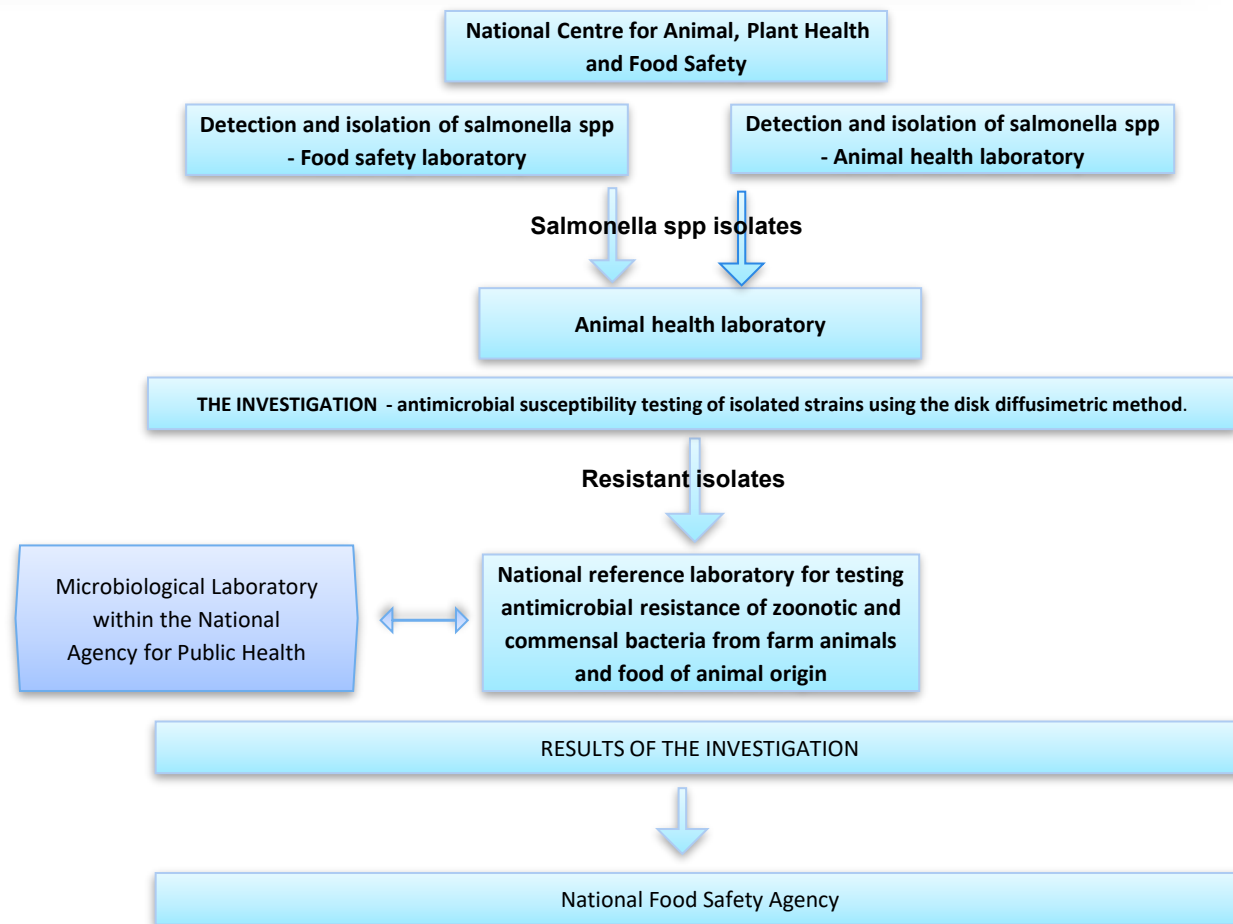 National Centre for Animal, Plant Health
and Food Safety
Detection and isolation of salmonella spp
- Food safety laboratory
Detection and isolation of salmonella spp
- Animal health laboratory
Salmonella spp isolates
Animal health laboratory
THE INVESTIGATION - antimicrobial susceptibility testing of isolated strains using the disk diffusimetric method.
Resistant isolates
Microbiological Laboratory
within the National
Agency for Public Health
National reference laboratory for testing
antimicrobial resistance of zoonotic and
commensal bacteria from farm animals
and food of animal origin
RESULTS OF THE INVESTIGATION
National Food Safety Agency